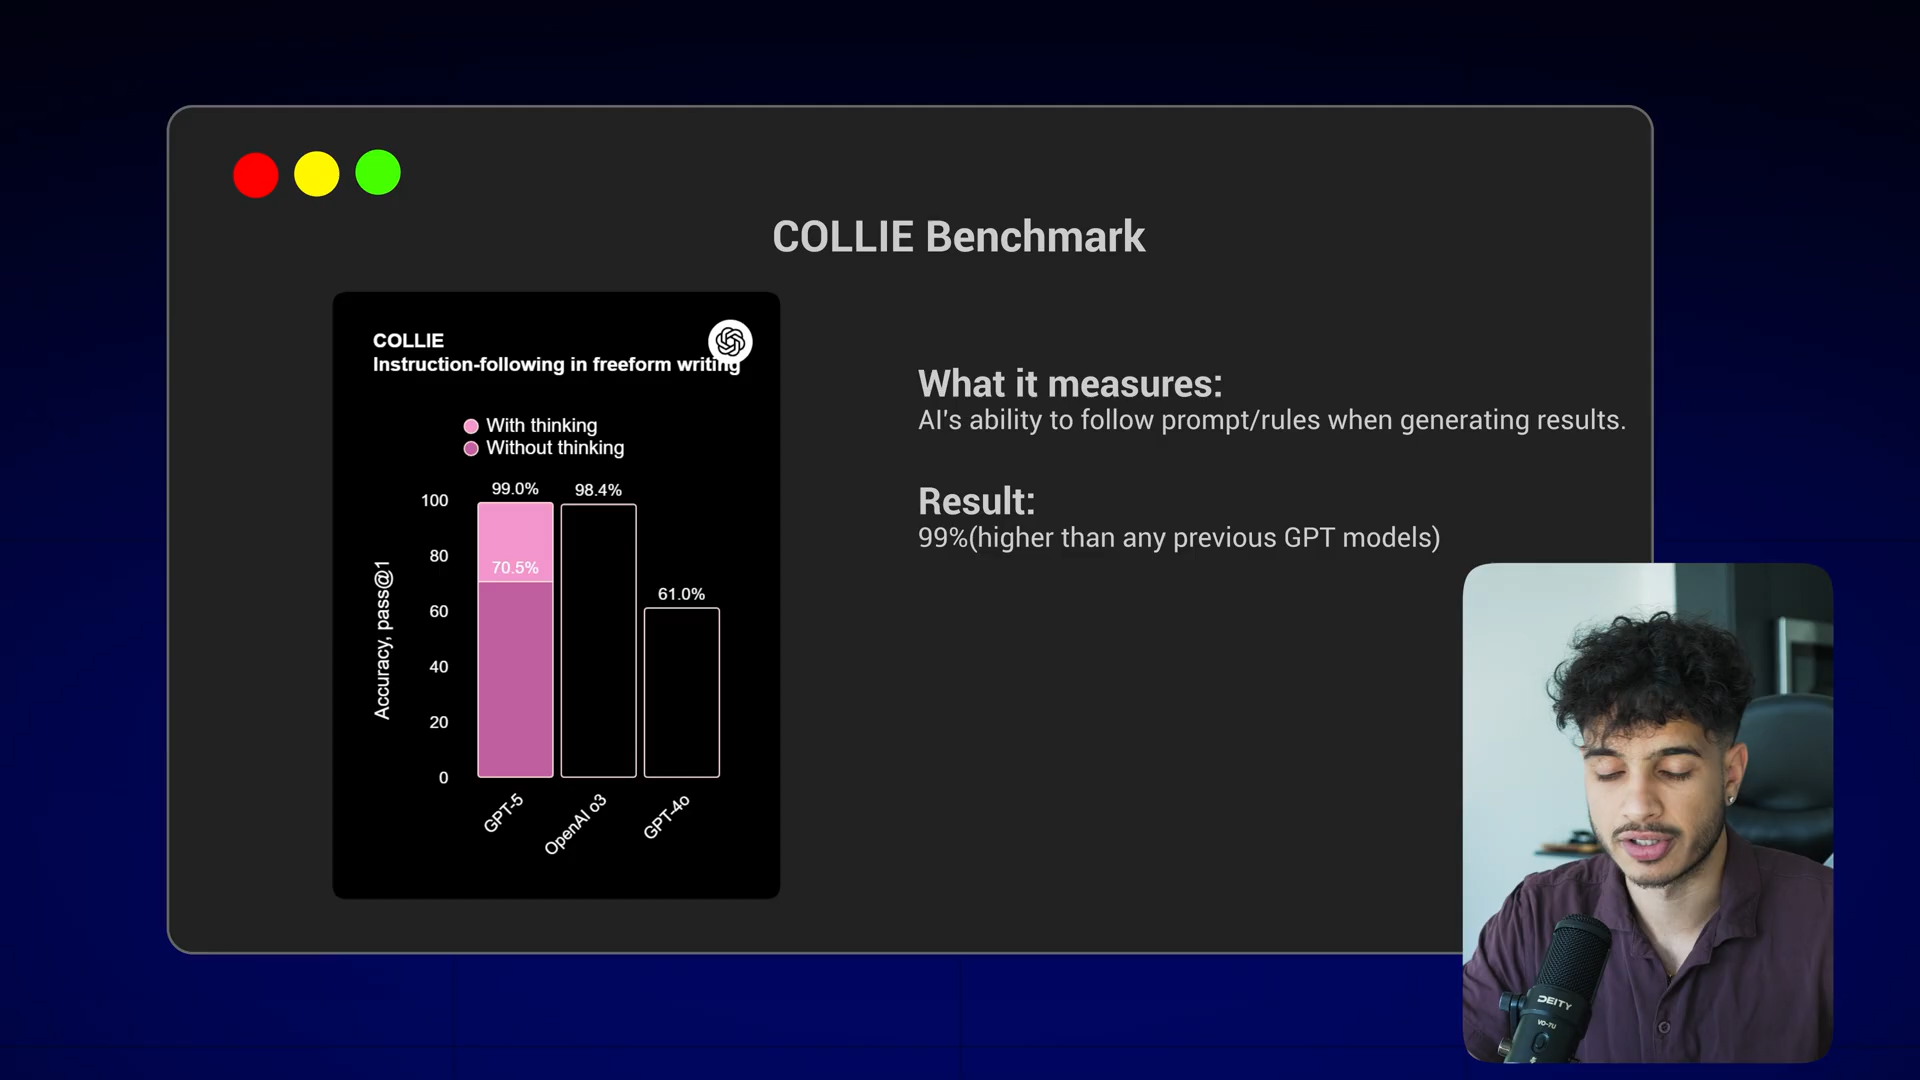 COLLIE Benchmark
COLLIE
Instruction-following in freeform writing
With thinking
Without thinking
Accuracy, pass@1
100
80
60
40
20
0
99.0%
70.5%
98.4%
61.0%
GPT-5
OpenAI o3
GPT-4o
What it measures:
AI's ability to follow prompt/rules when generating results.
Result:
99%(higher than any previous GPT models)
DEITY
VO-7U